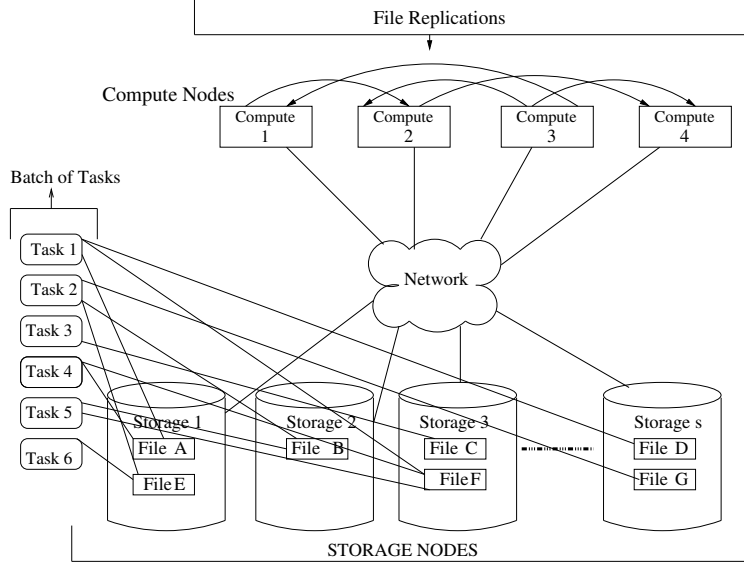 File Replications
Compute Nodes
Compute
1
Compute
2
Compute
3
Compute
4
Batch of Tasks
Task 1
Task 2
Task 3
Task 4
Task 5
Task 6
Network
Storage 1
Storage 2
Storage 3
Storage s
File A
File B
File C
File D
File E
File F
File G
STORAGE NODES